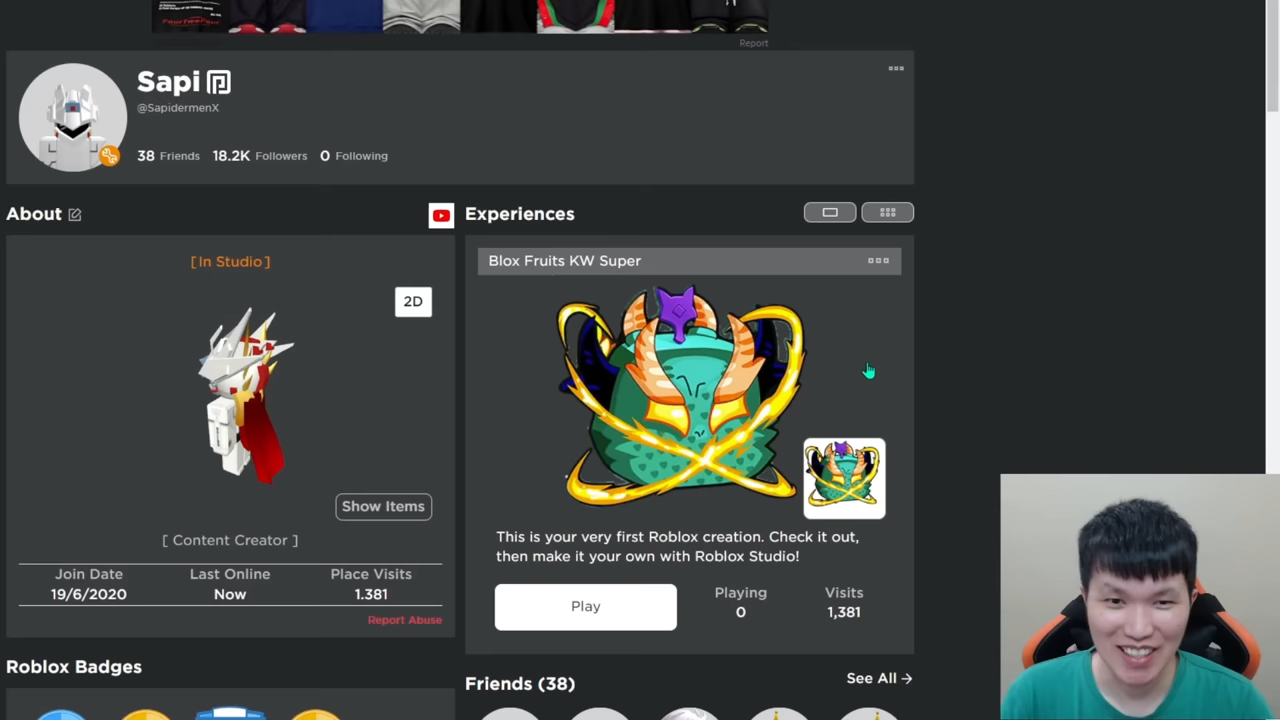 Report
Sapi
@SapidermenX
38 Friends 18.2K Followers 0 Following
About
Experiences
[ In Studio ]
2D
Blox Fruits KW Super
Show Items
This is your very first Roblox creation. Check it out,
then make it your own with Roblox Studio!
[ Content Creator ]
Join Date Last Online Place Visits
19/6/2020 Now 1.381
Report Abuse
Play
Playing Visits
0 1,381
Roblox Badges
Friends (38)
See All →